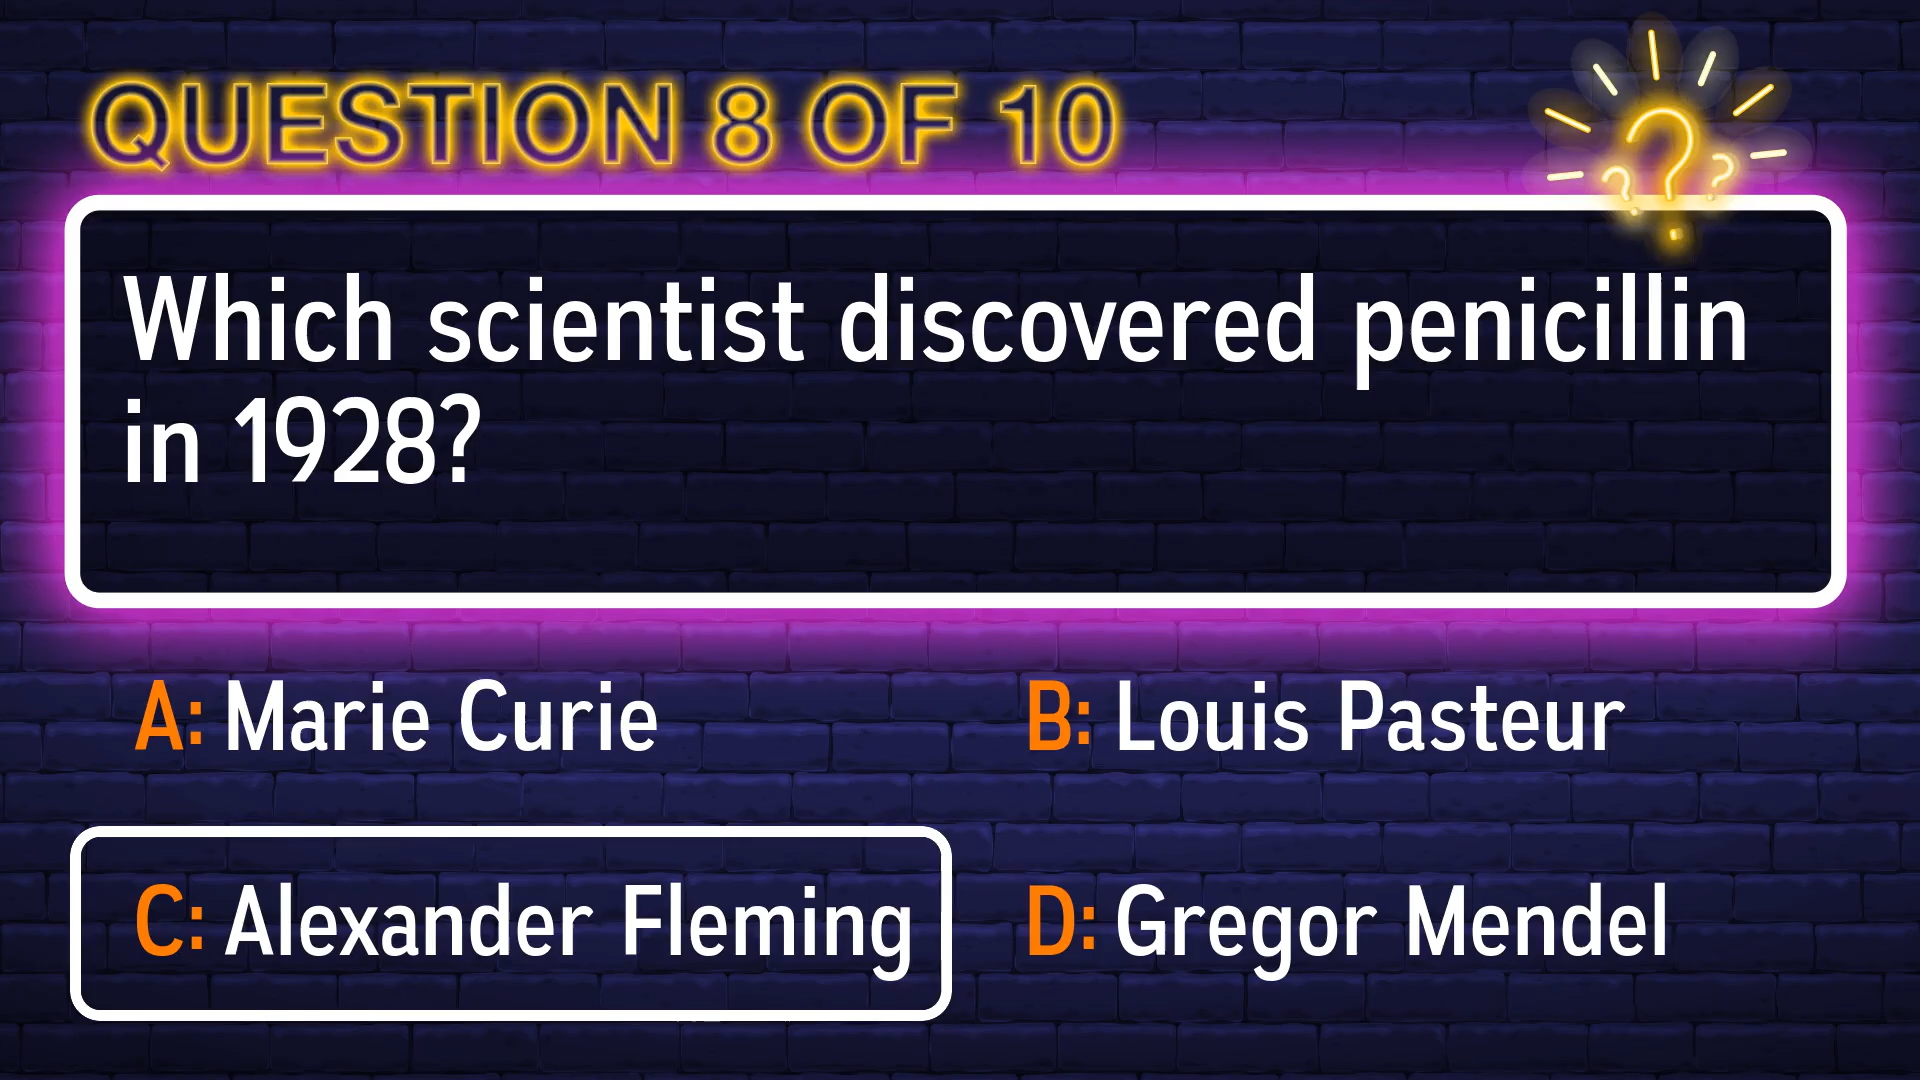 QUESTION 8 OF 10
Which scientist discovered penicillin
in 1928?
A: Marie Curie
B: Louis Pasteur
C: Alexander Fleming
D: Gregor Mendel